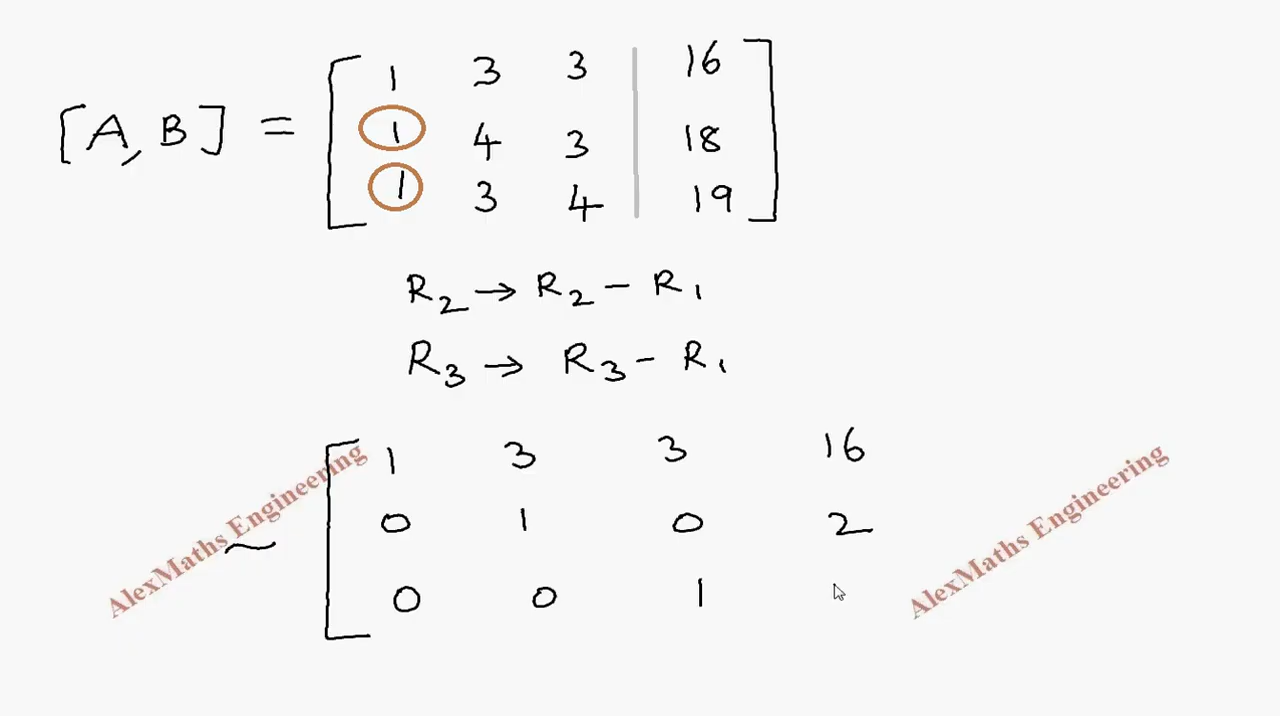 1 3 3 16
[A, B] = 1 4 3 18
1 3 4 19
R₂ → R₂ - R₁
R₃ → R₃ - R₁
1 3 3 16
0 1 0 2
~
0 0 1
AlexMaths Engineering
AlexMaths Engineering